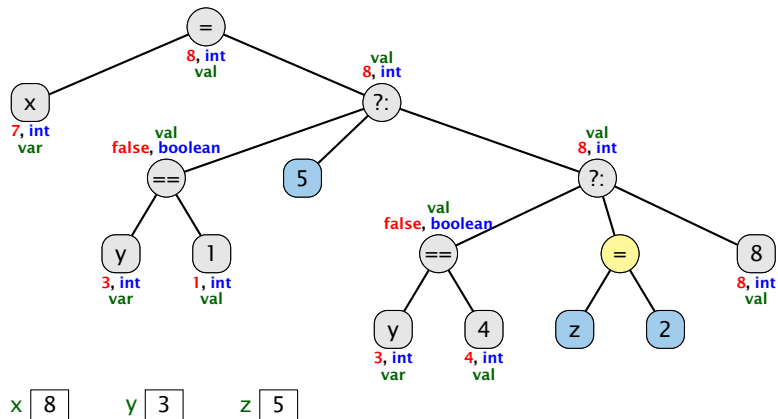 =
8, int
val
val
8, int
x
?:
7, int
var
val
false, boolean
val
8, int
==
5
?:
val
false, boolean
y
1
==
=
8
3, int
var
1, int
val
8, int
val
y
4
z
2
3, int
var
4, int
val
x 8 y 3 z 5